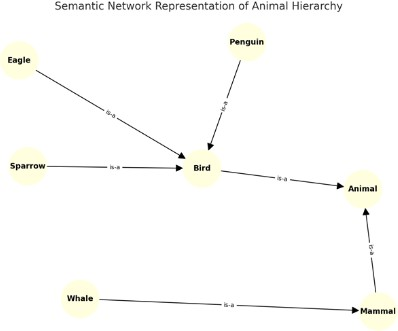 Semantic Network Representation of Animal Hierarchy
Penguin
Eagle
is-a
is-a
Sparrow
is-a
Bird
is-a
Animal
is-a
Whale
is-a
Mammal